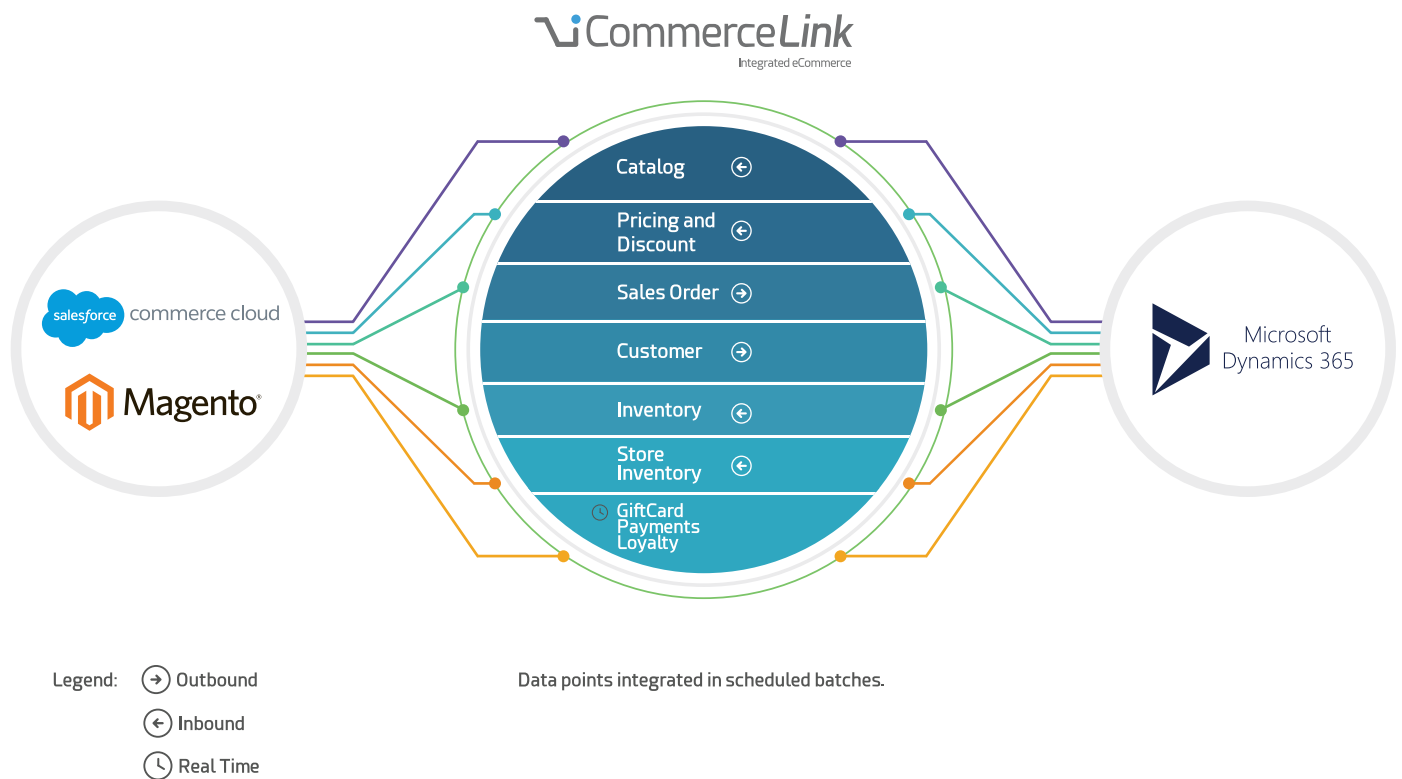 iCommerceLink
Integrated eCommerce
Catalog
Pricing and
Discount
Sales Order
Customer
Inventory
Store
Inventory
GiftCard
Payments
Loyalty
salesforce commerce cloud
Magento®
Microsoft
Dynamics 365
Legend:
Outbound
Inbound
Real Time
Data points integrated in scheduled batches.